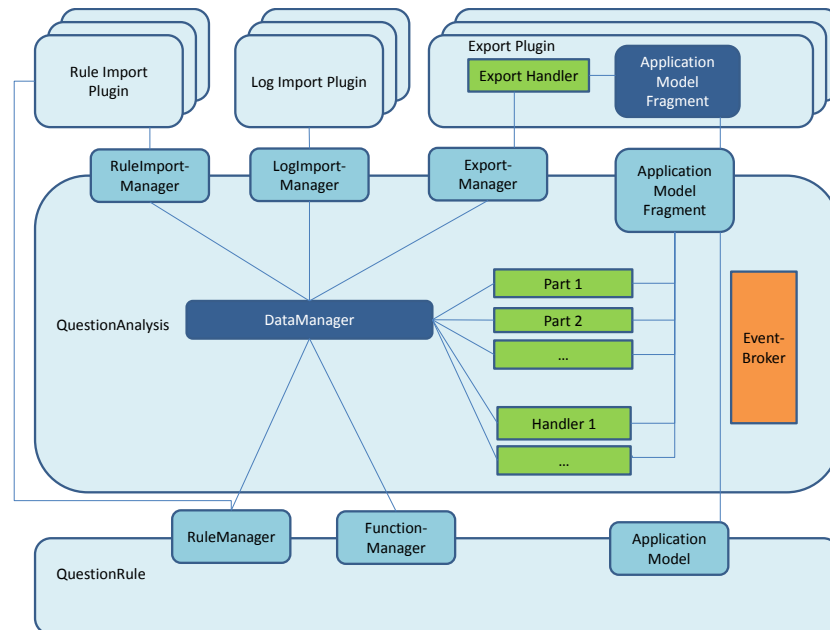 Rule Import
Plugin
Log Import Plugin
Export Plugin
Export Handler
Application
Model
Fragment
RuleImport-
Manager
LogImport-
Manager
Export-
Manager
Application
Model
Fragment
QuestionAnalysis
DataManager
Part 1
Part 2
...
Handler 1
...
Event-
Broker
RuleManager
Function-
Manager
Application
Model
QuestionRule